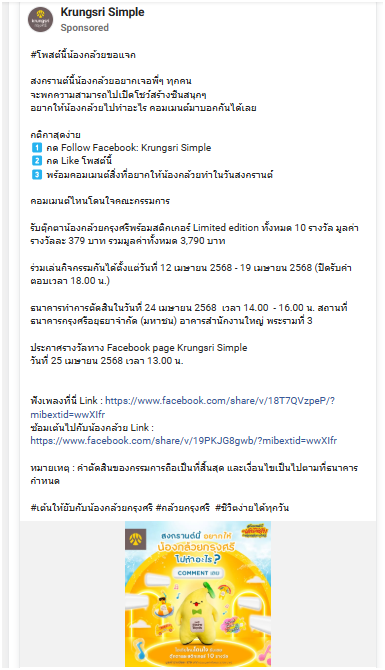 Krungsri Simple
Sponsored
#โพสต์นี้น้องกล้วยขอแจก
สงกรานต์นี้น้องกล้วยอยากเจอพี่ๆ ทุกคน
จะพกความสามารถไปเปิดโชว์สร้างซีนสนุกๆ
อยากให้น้องกล้วยไปทำอะไร คอมเมนต์มาบอกกันได้เลย
กติกาสุดง่าย
1 กด Follow Facebook: Krungsri Simple
2 กด Like โพสต์นี้
3 พร้อมคอมเมนต์สิ่งที่อยากให้น้องกล้วยทำในวันสงกรานต์
คอมเมนต์ไหนโดนใจคณะกรรมการ
รับตุ๊กตาน้องกล้วยกรุงศรีพร้อมสติกเกอร์ Limited edition ทั้งหมด 10 รางวัล มูลค่า
รางวัลละ 379 บาท รวมมูลค่าทั้งหมด 3,790 บาท
ร่วมเล่นกิจกรรมกันได้ตั้งแต่วันที่ 12 เมษายน 2568 - 19 เมษายน 2568 (ปิดรับคำ
ตอบเวลา 18.00 น.)
ธนาคารทำการตัดสินในวันที่ 24 เมษายน 2568 เวลา 14.00 - 16.00 น. สถานที่
ธนาคารกรุงศรีอยุธยาจำกัด (มหาชน) อาคารสำนักงานใหญ่ พระรามที่ 3
ประกาศรางวัลทาง Facebook page Krungsri Simple
วันที่ 25 เมษายน 2568 เวลา 13.00 น.
ฟังเพลงที่นี่ Link : https://www.facebook.com/share/v/18T7QVzpeP/?
mibextid=wwXIfr
ซ้อมเต้นไปกับน้องกล้วย Link :
https://www.facebook.com/share/v/19PKJG8gwb/?mibextid=wwXIfr
หมายเหตุ : คำตัดสินของกรรมการถือเป็นที่สิ้นสุด และเงื่อนไขเป็นไปตามที่ธนาคาร
กำหนด
#เต้นให้ยับกับน้องกล้วยกรุงศรี #กล้วยกรุงศรี #ชีวิตง่ายได้ทุกวัน
สงกรานต์นี้ อยากให้
น้องกล้วยกรุงศรี
ไปทำอะไร?
COMMENT เลย